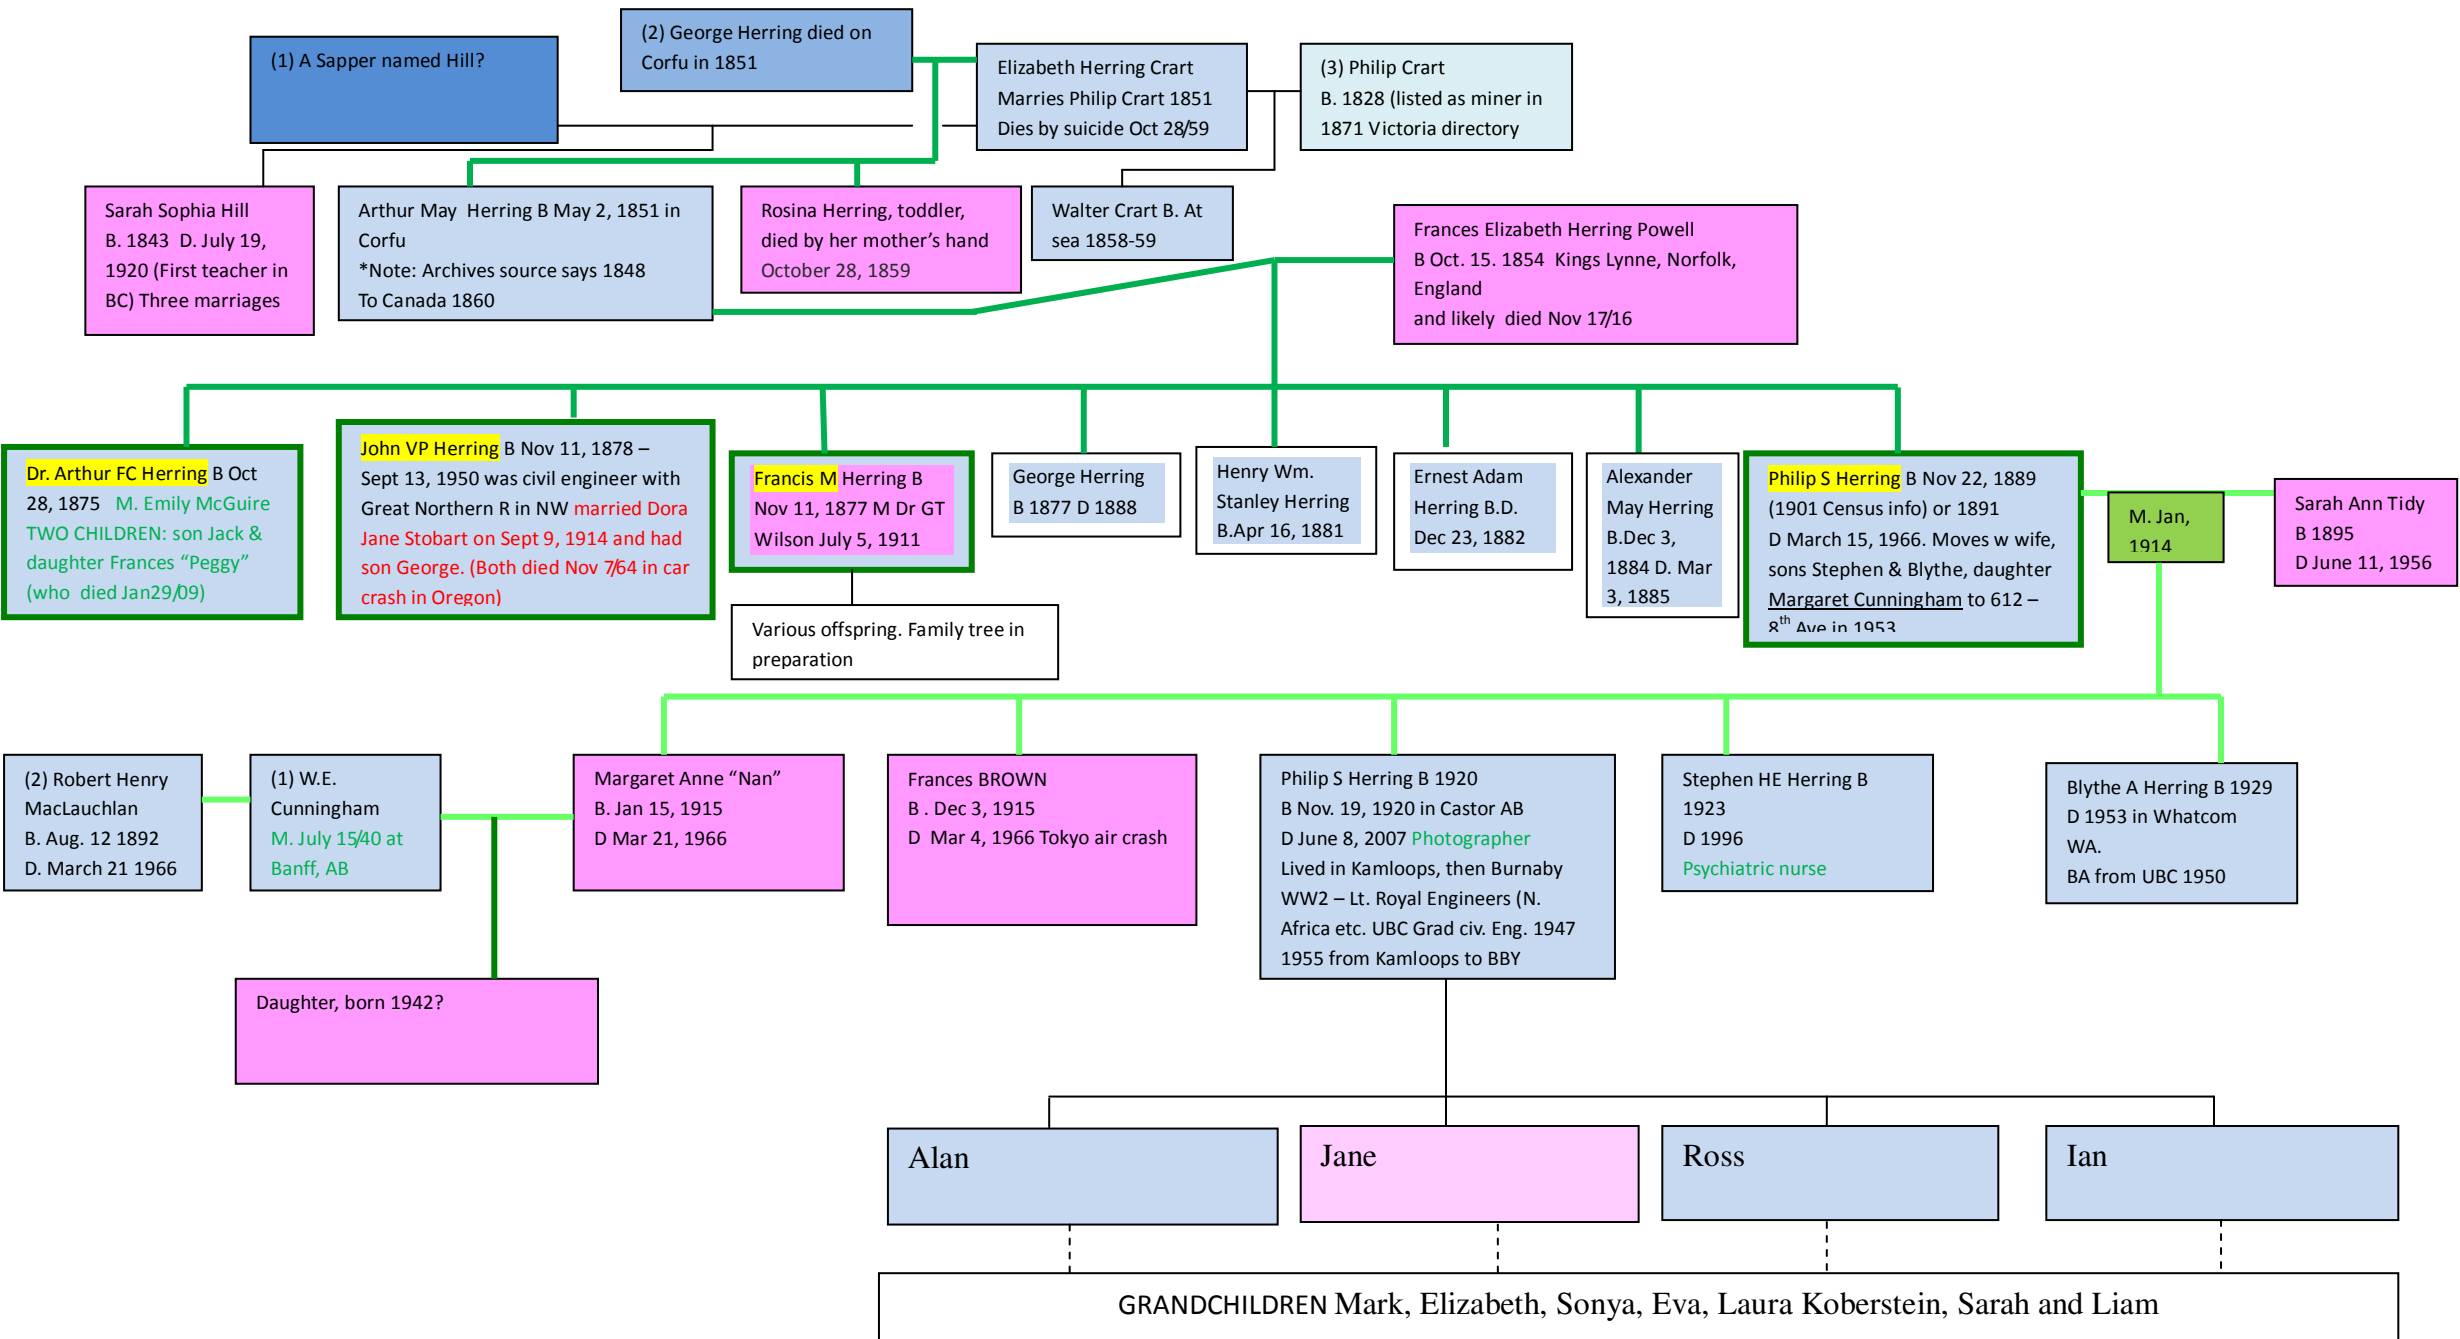 (1) A Sapper named Hill?
(2) George Herring died on
Corfu in 1851
Elizabeth Herring Crart
Marries Philip Crart 1851
Dies by suicide Oct 28/59
(3) Philip Crart
B. 1828 (listed as miner in
1871 Victoria directory
Sarah Sophia Hill
B. 1843  D. July 19,
1920 (First teacher in
BC) Three marriages
Arthur May  Herring B May 2, 1851 in
Corfu
*Note: Archives source says 1848
To Canada 1860
Rosina Herring, toddler,
died by her mother’s hand
October 28, 1859
Walter Crart B. At
sea 1858-59
Frances Elizabeth Herring Powell
B Oct. 15. 1854  Kings Lynne, Norfolk,
England
and likely  died Nov 17/16
Dr. Arthur FC Herring B Oct
28, 1875   M. Emily McGuire
TWO CHILDREN: son Jack &
daughter Frances “Peggy”
(who  died Jan29/09)
John VP Herring B Nov 11, 1878 –
Sept 13, 1950 was civil engineer with
Great Northern R in NW married Dora
Jane Stobart on Sept 9, 1914 and had
son George. (Both died Nov 7/64 in car
crash in Oregon)
Francis M Herring B
Nov 11, 1877 M Dr GT
Wilson July 5, 1911
Various offspring. Family tree in
preparation
George Herring
B 1877 D 1888
Henry Wm.
Stanley Herring
B.Apr 16, 1881
Ernest Adam
Herring B.D.
Dec 23, 1882
Alexander
May Herring
B.Dec 3,
1884 D. Mar
3, 1885
Philip S Herring B Nov 22, 1889
(1901 Census info) or 1891
D March 15, 1966. Moves w wife,
sons Stephen & Blythe, daughter
Margaret Cunningham to 612 –
8th Ave in 1953
M. Jan,
1914
Sarah Ann Tidy
B 1895
D June 11, 1956
(2) Robert Henry
MacLauchlan
B. Aug. 12 1892
D. March 21 1966
(1) W.E.
Cunningham
M. July 15/40 at
Banff, AB
Margaret Anne “Nan”
B. Jan 15, 1915
D Mar 21, 1966
Frances BROWN
B . Dec 3, 1915
D  Mar 4, 1966 Tokyo air crash
Philip S Herring B 1920
B Nov. 19, 1920 in Castor AB
D June 8, 2007 Photographer
Lived in Kamloops, then Burnaby
WW2 – Lt. Royal Engineers (N.
Africa etc. UBC Grad civ. Eng. 1947
1955 from Kamloops to BBY
Stephen HE Herring B
1923
D 1996
Psychiatric nurse
Blythe A Herring B 1929
D 1953 in Whatcom
WA.
BA from UBC 1950
Daughter, born 1942?
Alan
Jane
Ross
Ian
GRANDCHILDREN Mark, Elizabeth, Sonya, Eva, Laura Koberstein, Sarah and Liam